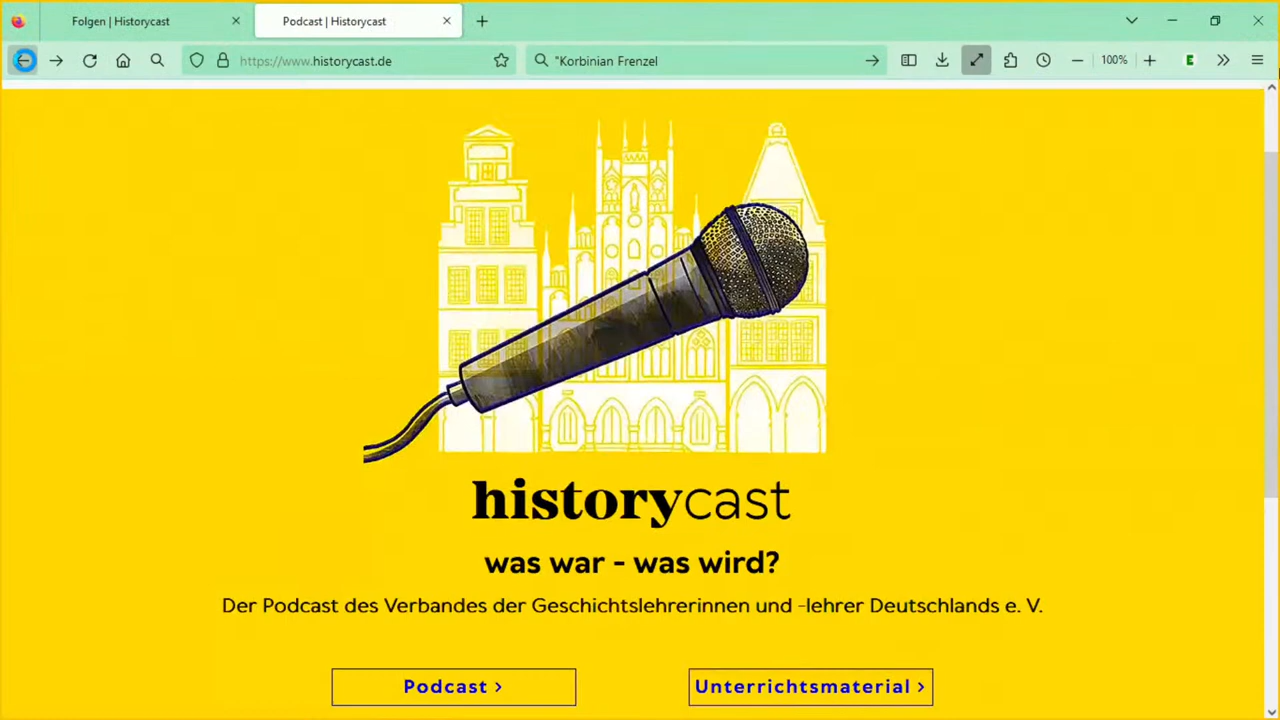 Folgen | Historycast
Podcast | Historycast
https://www.historycast.de
"Korbinian Frenzel
100%
E
historycast
was war - was wird?
Der Podcast des Verbandes der Geschichtslehrerinnen und -lehrer Deutschlands e. V.
Podcast >
Unterrichtsmaterial >